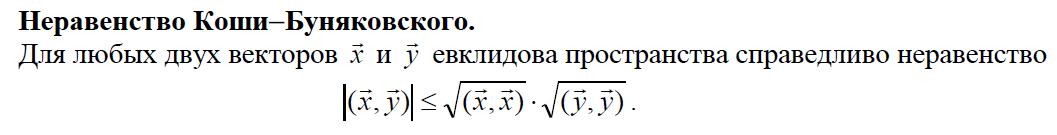 Неравенство Коши–Буняковского.
Для любых двух векторов x⃗ и y⃗ евклидова пространства справедливо неравенство
|(x⃗, y⃗)| ≤ √(x⃗, x⃗) · √(y⃗, y⃗) .